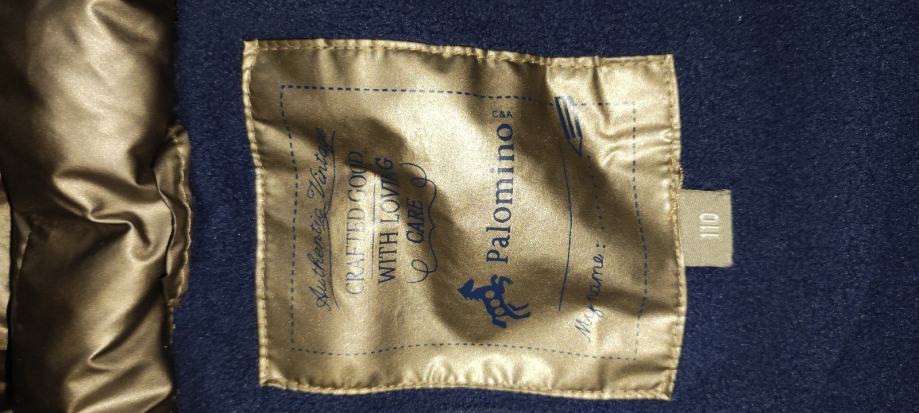 Authentic Vintage
CRAFTED GOOD
WITH LOVING
CARE
C&A
Palomino
My name:
110